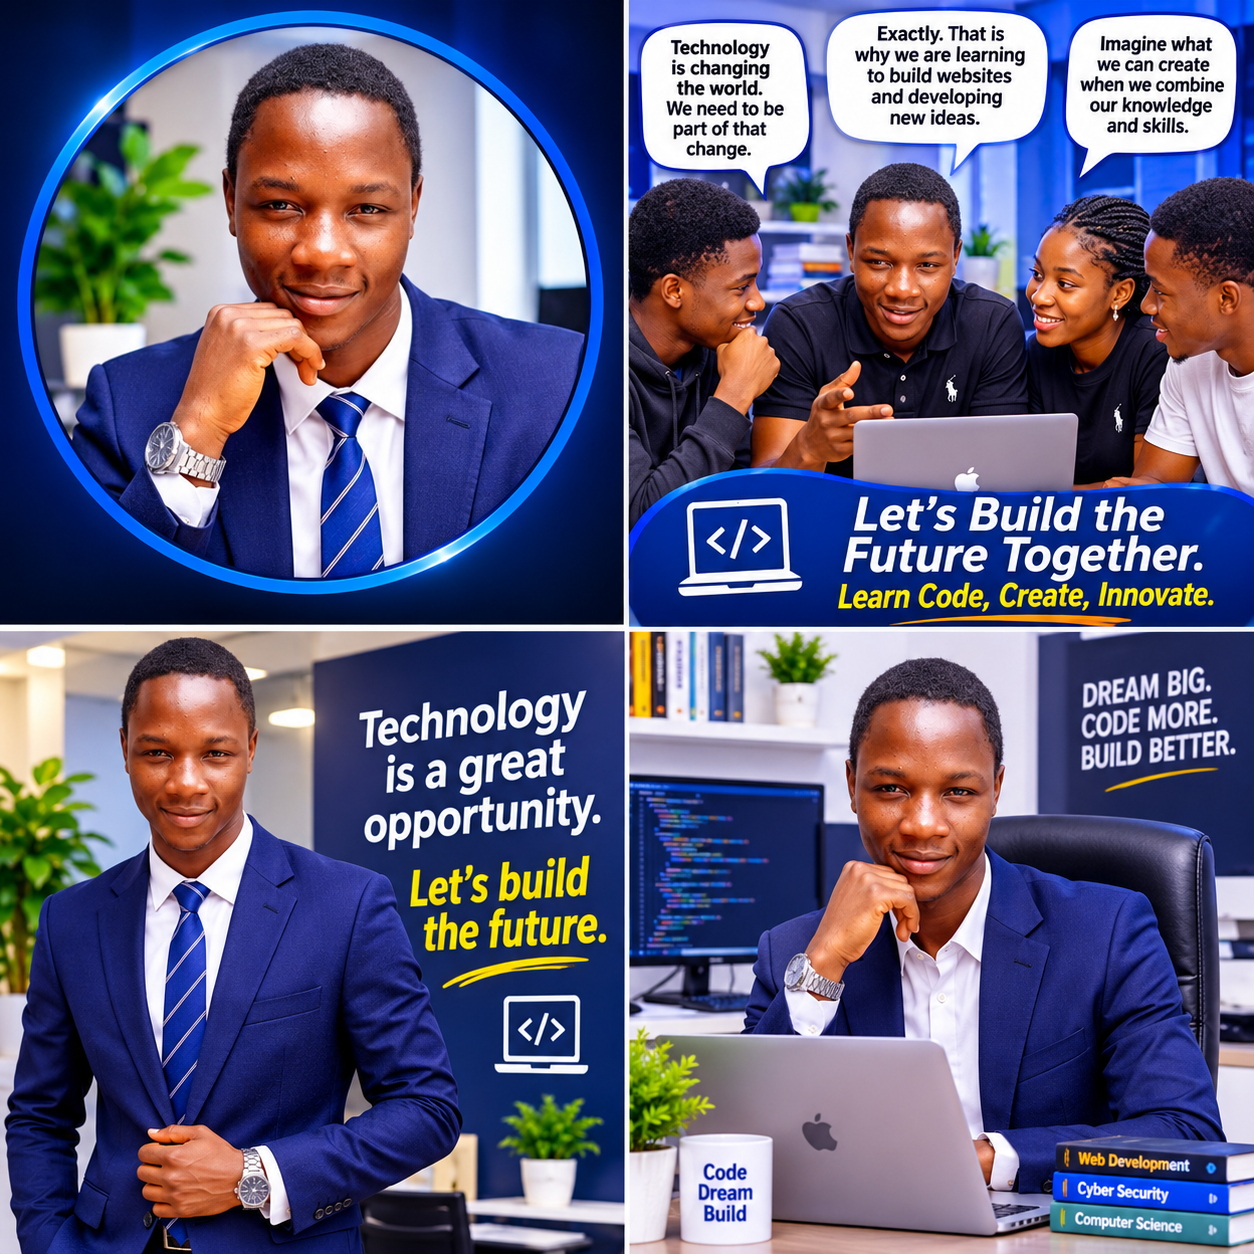 Technology
is changing
the world.
We need to be
part of that
change.
Exactly. That is
why we are learning
to build websites
and developing
new ideas.
Imagine what
we can create
when we combine
our knowledge
and skills.
</>
Let's Build the
Future Together.
Learn Code, Create, Innovate.
Technology
is a great
opportunity.
Let's build
the future.
</>
DREAM BIG.
CODE MORE.
BUILD BETTER.
Code
Dream
Build
Web Development
Cyber Security
Computer Science